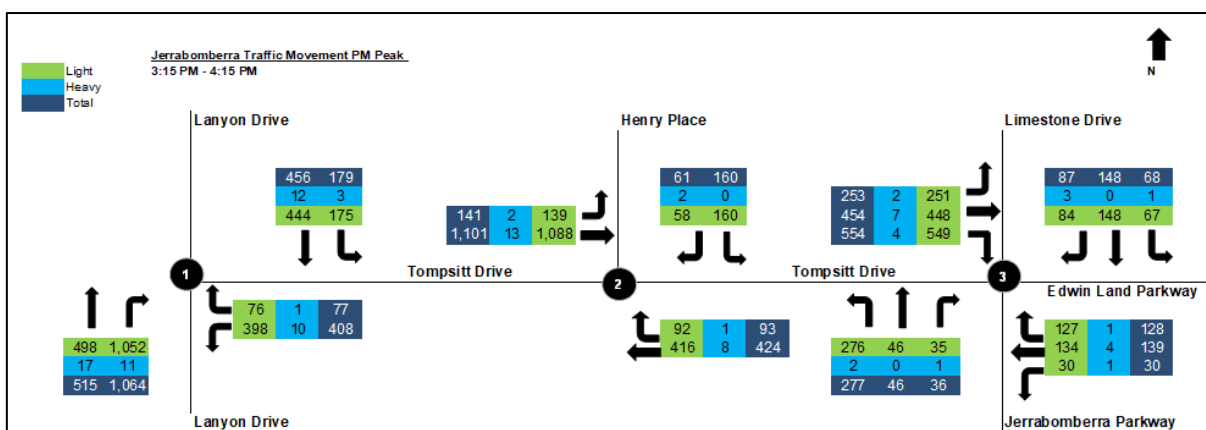 Jerrabomberra Traffic Movement PM Peak
3:15 PM - 4:15 PM
Light
Heavy
Total
N
Lanyon Drive
Henry Place
Limestone Drive
456 179
12 3
444 175
61 160
2 0
58 160
87 148 68
3 0 1
84 148 67
141 2 139
1,101 13 1,088
253 2 251
454 7 448
554 4 549
1
Tompsitt Drive
2
Tompsitt Drive
3
Edwin Land Parkway
76 1 77
398 10 408
92 1 93
416 8 424
127 1 128
134 4 139
30 1 30
498 1,052
17 11
515 1,064
276 46 35
2 0 1
277 46 36
Lanyon Drive
Jerrabomberra Parkway